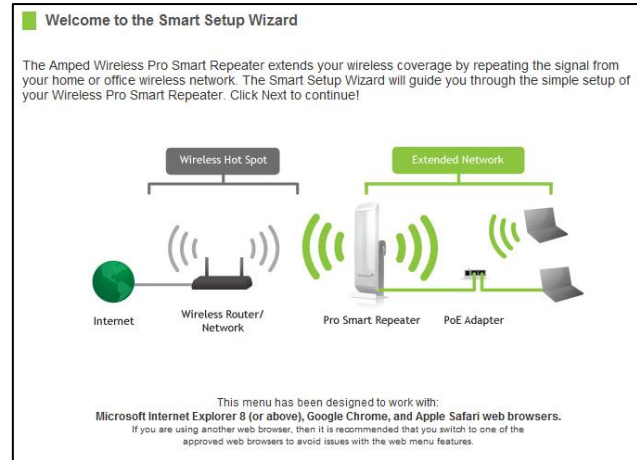 Welcome to the Smart Setup Wizard
The Amped Wireless Pro Smart Repeater extends your wireless coverage by repeating the signal from
your home or office wireless network. The Smart Setup Wizard will guide you through the simple setup of
your Wireless Pro Smart Repeater. Click Next to continue!
Wireless Hot Spot
Extended Network
Internet
Wireless Router/
Network
Pro Smart Repeater
PoE Adapter
This menu has been designed to work with:
Microsoft Internet Explorer 8 (or above), Google Chrome, and Apple Safari web browsers.
If you are using another web browser, then it is recommended that you switch to one of the
approved web browsers to avoid issues with the web menu features.